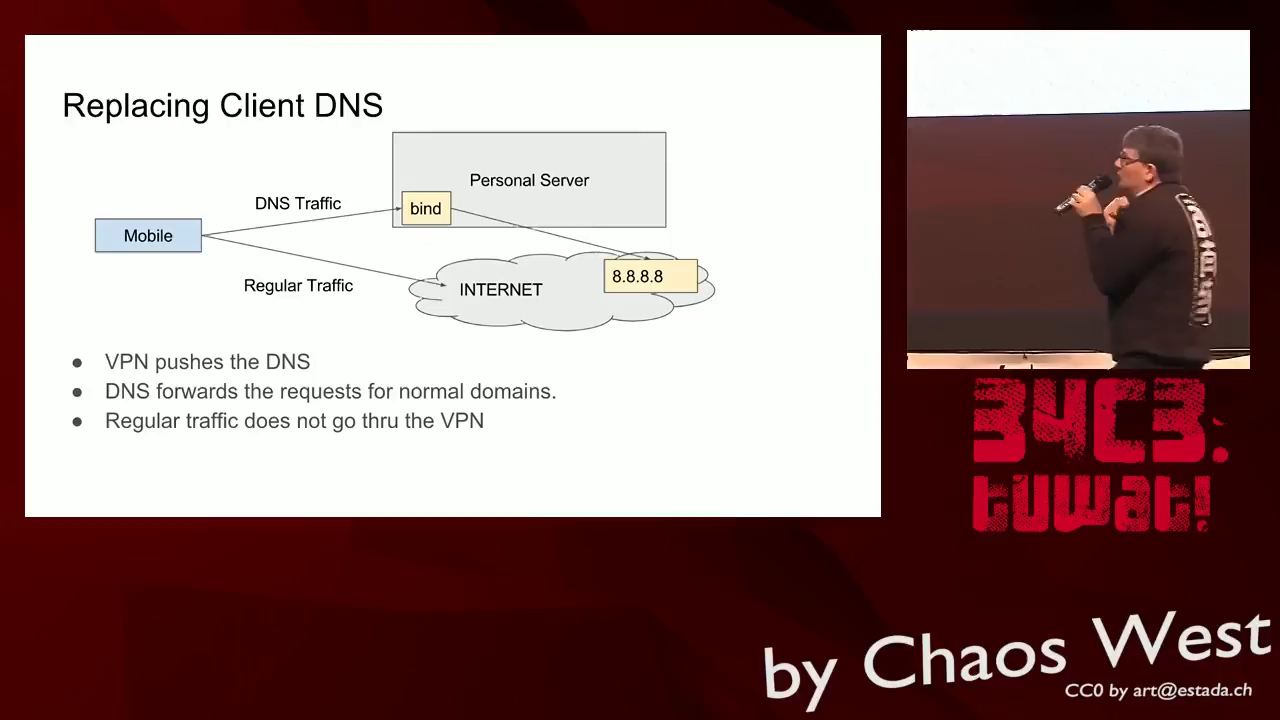 Replacing Client DNS
Personal Server
DNS Traffic
bind
Mobile
8.8.8.8
Regular Traffic
INTERNET
● VPN pushes the DNS
● DNS forwards the requests for normal domains.
● Regular traffic does not go thru the VPN
34C3:
tuwat!
by Chaos West
CC0 by art@estada.ch